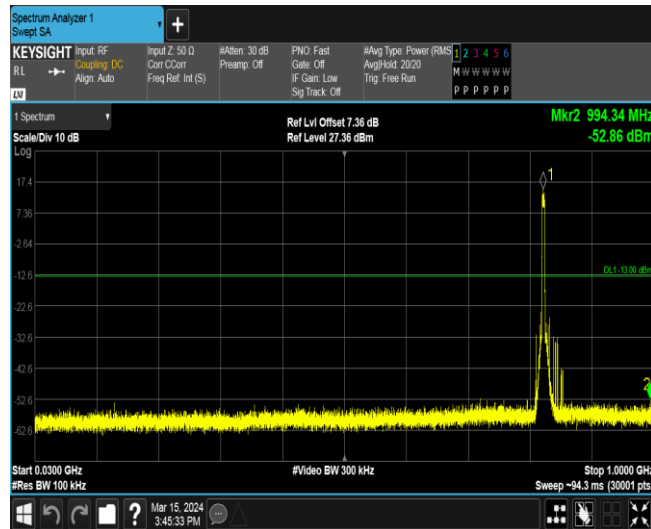 Spectrum Analyzer 1
Swept SA
+
KEYSIGHT
RL
LXI
Input: RF
Coupling: DC
Align: Auto
Input Z: 50 Ω
Corr CCorr
Freq Ref: Int (S)
#Atten: 30 dB
Preamp: Off
PNO: Fast
Gate: Off
IF Gain: Low
Sig Track: Off
#Avg Type: Power (RMS
Avg|Hold: 20/20
Trig: Free Run
1 2 3 4 5 6
M W W W W W
P P P P P P
1 Spectrum
Scale/Div 10 dB
Log
Ref Lvl Offset 7.36 dB
Ref Level 27.36 dBm
Mkr2 994.34 MHz
-52.86 dBm
1
17.4
7.36
-2.64
-12.6
DL1 -13.00 dBm
-22.6
-32.6
-42.6
-52.6
-62.6
2
Start 0.0300 GHz
#Video BW 300 kHz
Stop 1.0000 GHz
#Res BW 100 kHz
Sweep ~94.3 ms (30001 pts
?
Mar 15, 2024
3:45:33 PM